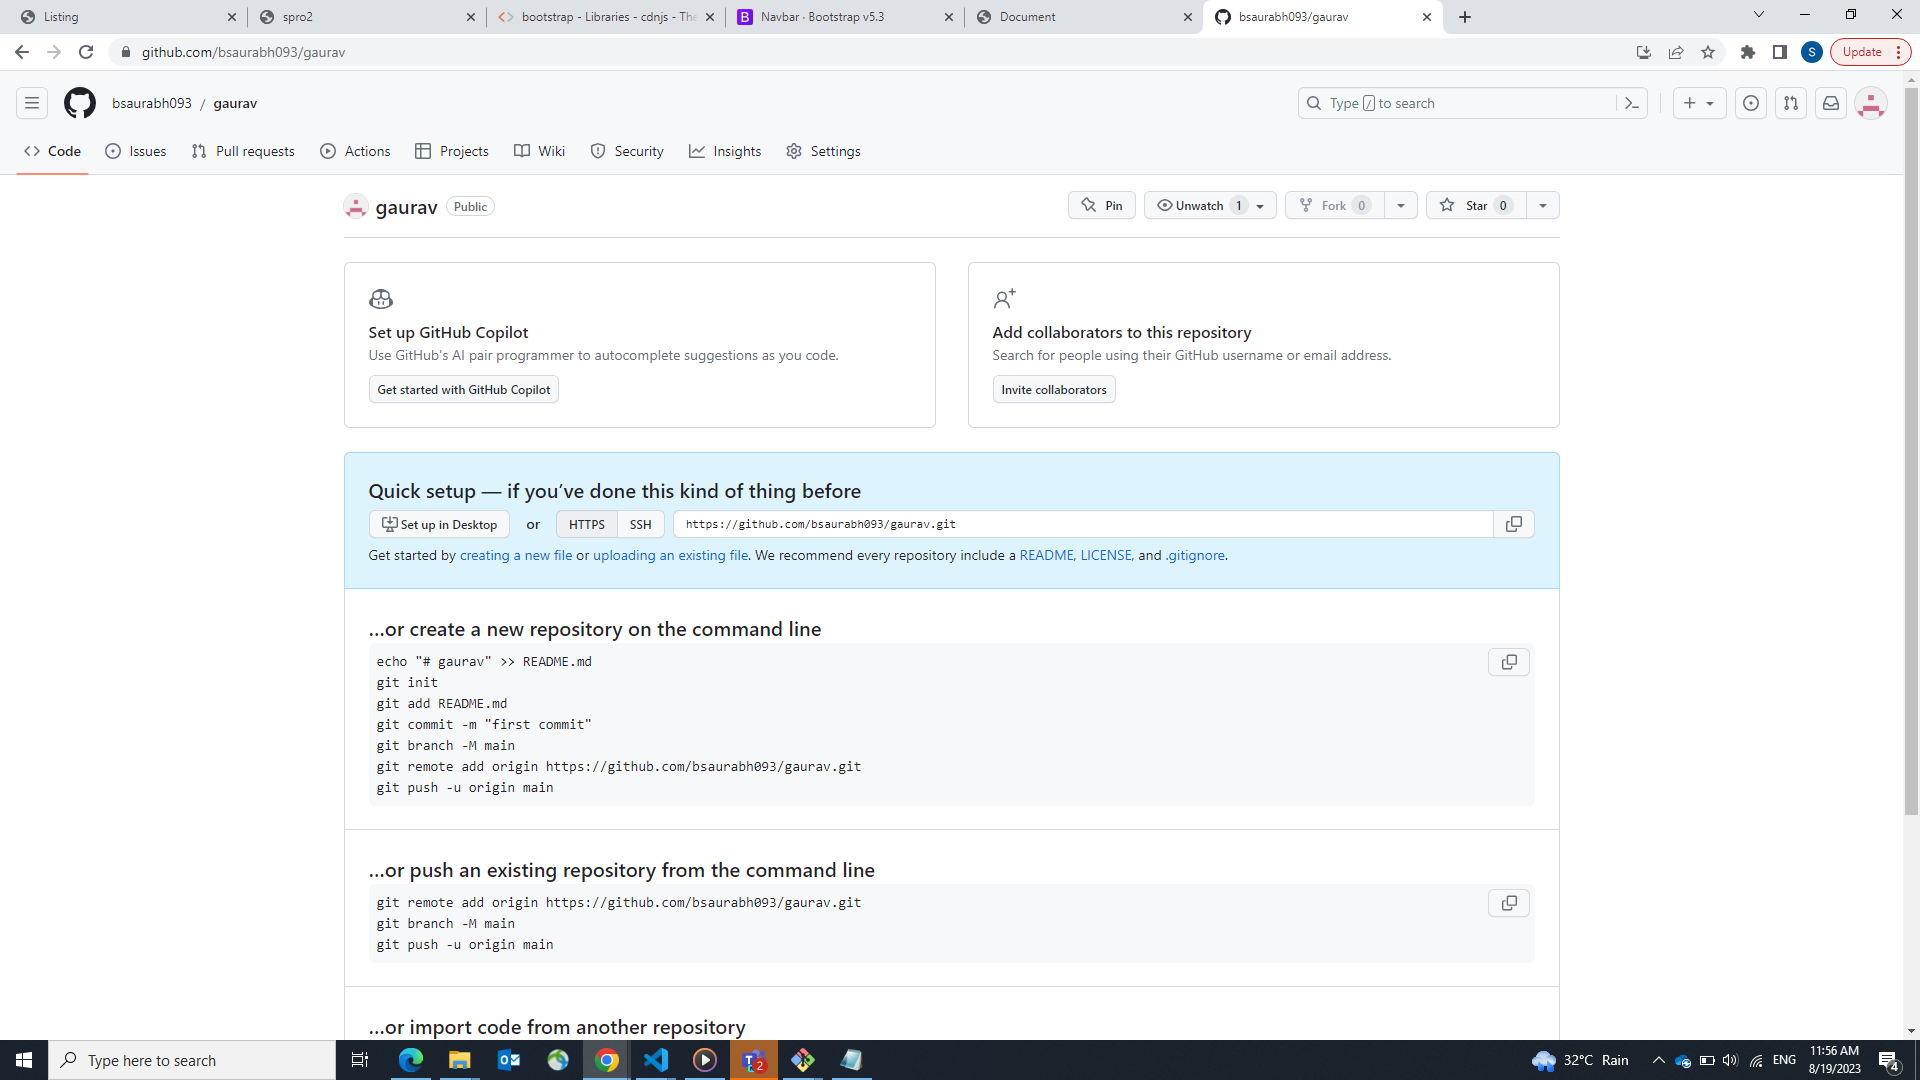 Listing
spro2
bootstrap - Libraries - cdnjs - The
Navbar · Bootstrap v5.3
Document
bsaurabh093/gaurav
github.com/bsaurabh093/gaurav
S
Update
bsaurabh093 / gaurav
Type / to search
Code
Issues
Pull requests
Actions
Projects
Wiki
Security
Insights
Settings
gaurav
Public
Pin
Unwatch 1
Fork 0
Star 0
Set up GitHub Copilot
Use GitHub's AI pair programmer to autocomplete suggestions as you code.
Get started with GitHub Copilot
Add collaborators to this repository
Search for people using their GitHub username or email address.
Invite collaborators
Quick setup — if you’ve done this kind of thing before
Set up in Desktop or HTTPS SSH https://github.com/bsaurabh093/gaurav.git
Get started by creating a new file or uploading an existing file. We recommend every repository include a README, LICENSE, and .gitignore.
…or create a new repository on the command line
echo "# gaurav" >> README.md
git init
git add README.md
git commit -m "first commit"
git branch -M main
git remote add origin https://github.com/bsaurabh093/gaurav.git
git push -u origin main
…or push an existing repository from the command line
git remote add origin https://github.com/bsaurabh093/gaurav.git
git branch -M main
git push -u origin main
…or import code from another repository
Type here to search
2
32°C Rain
ENG
11:56 AM
8/19/2023
4